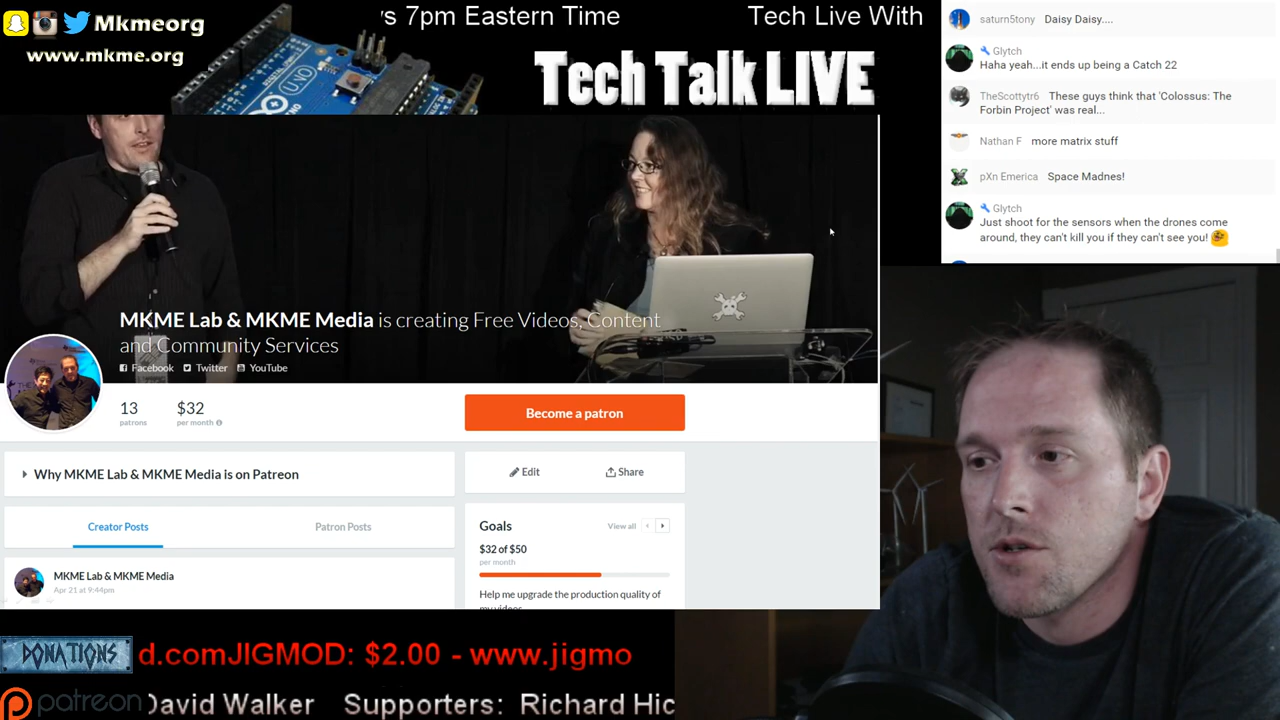 Mkmeorg
www.mkme.org
s 7pm Eastern Time
Tech Live With
UNO
Tech Talk LIVE
MKME Lab & MKME Media is creating Free Videos, Content
and Community Services
Facebook
Twitter
YouTube
13
patrons
$32
per month
Become a patron
Why MKME Lab & MKME Media is on Patreon
Edit
Share
Creator Posts
Patron Posts
Goals
View all
$32 of $50
per month
Help me upgrade the production quality of
my videos
MKME Lab & MKME Media
Apr 21 at 9:44pm
saturn5tony Daisy Daisy....
Glytch
Haha yeah...it ends up being a Catch 22
TheScottytr6 These guys think that 'Colossus: The
Forbin Project' was real...
Nathan F more matrix stuff
pXn Emerica Space Madnes!
Glytch
Just shoot for the sensors when the drones come
around, they can't kill you if they can't see you!
DONATIONS
d.comJIGMOD: $2.00 - www.jigmo
patreon
David Walker Supporters: Richard Hic